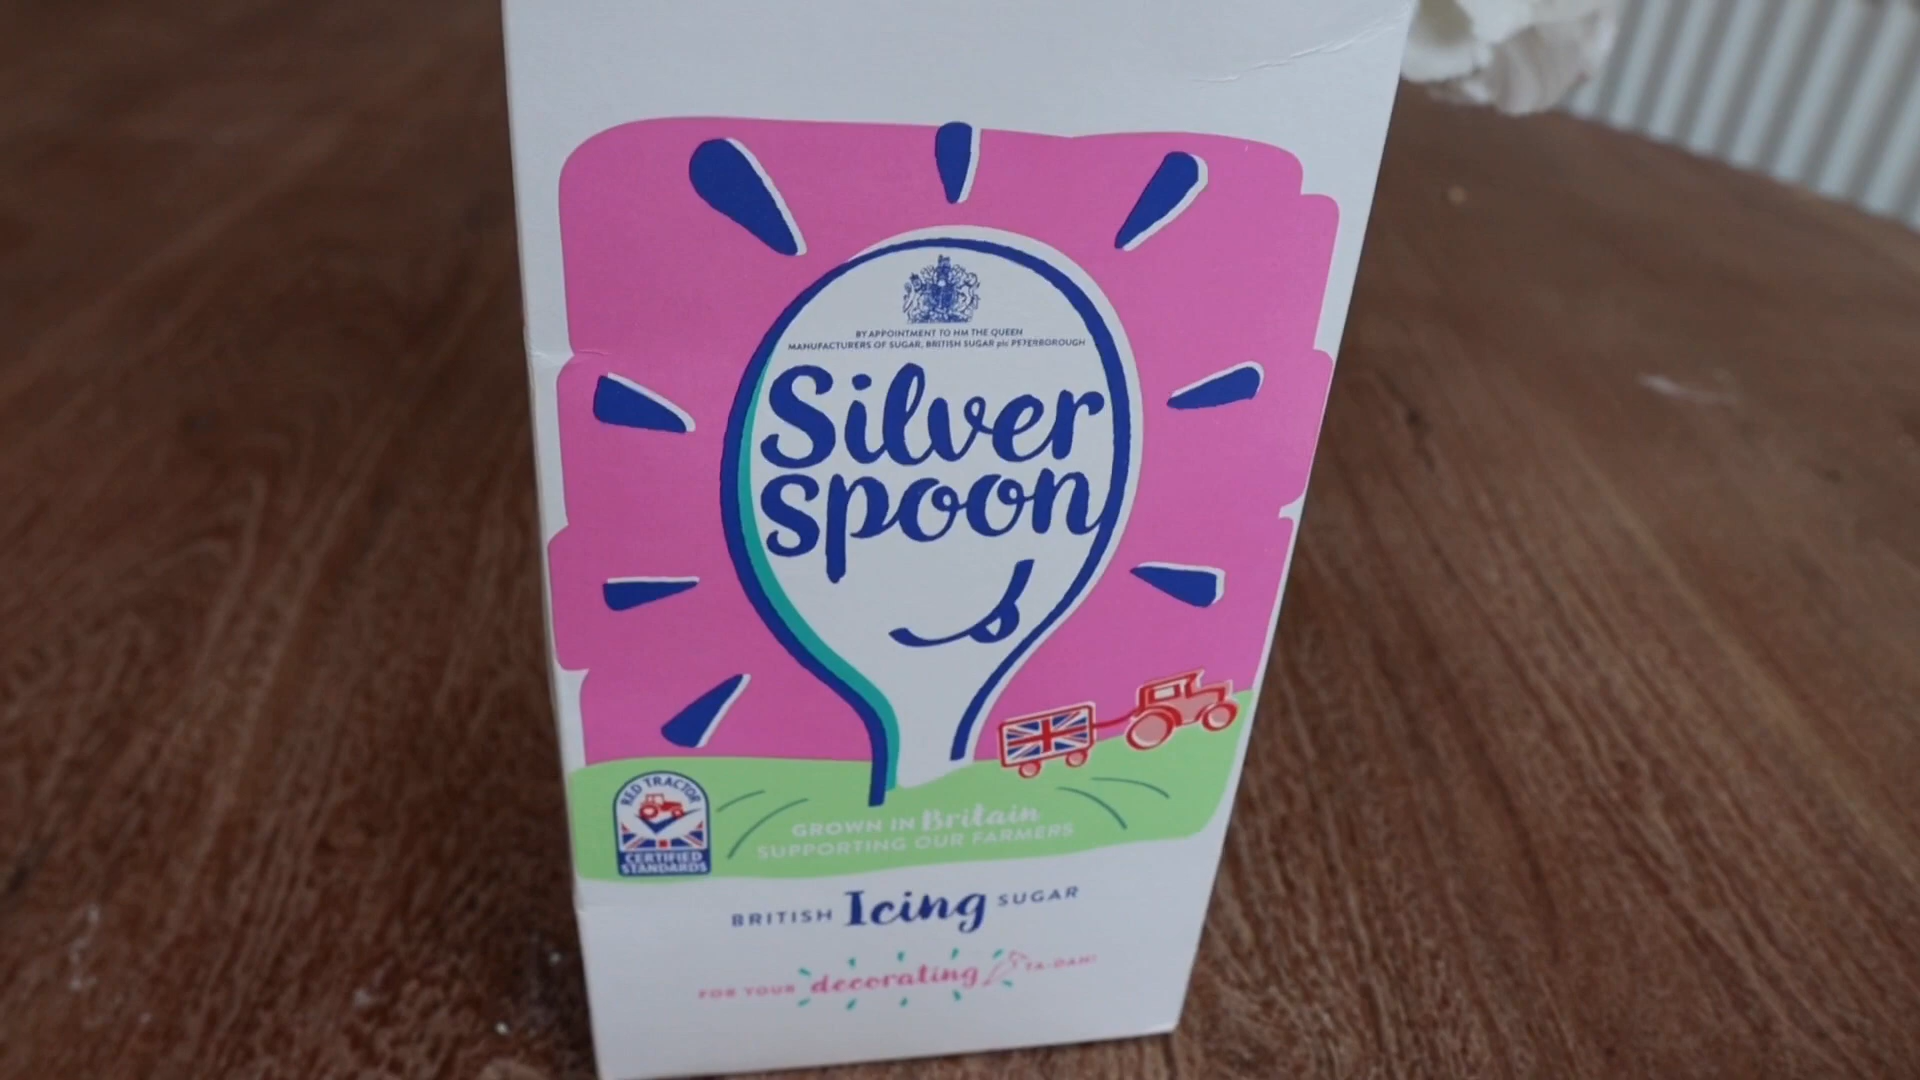 BY APPOINTMENT TO HM THE QUEEN
MANUFACTURERS OF SUGAR, BRITISH SUGAR plc PETERBOROUGH
Silver
spoon
RED TRACTOR
CERTIFIED
STANDARDS
GROWN IN Britain
SUPPORTING OUR FARMERS
BRITISH Icing SUGAR
FOR YOUR decorating TA-DAH!